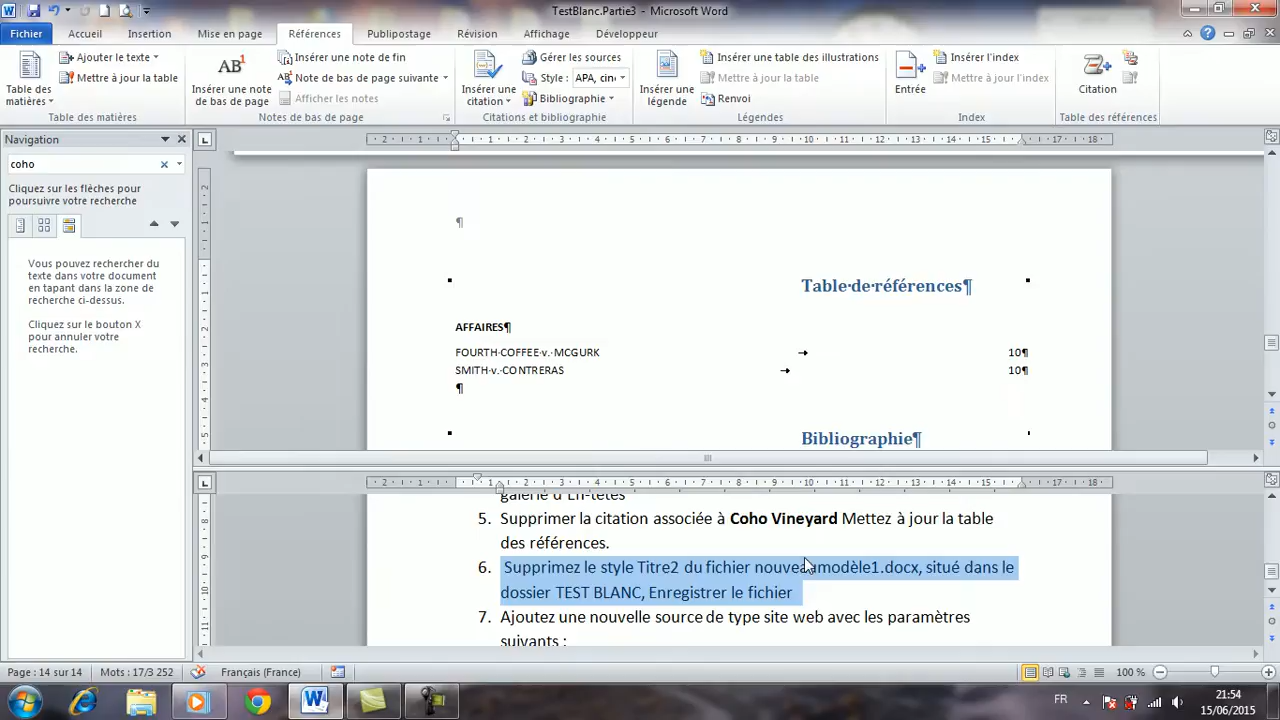 TestBlanc.Partie3 - Microsoft Word
Fichier Accueil Insertion Mise en page Références Publipostage Révision Affichage Développeur
Table des matières
Ajouter le texte
Mettre à jour la table
Table des matières
AB¹
Insérer une note de bas de page
Insérer une note de fin
Note de bas de page suivante
Afficher les notes
Notes de bas de page
Insérer une citation
Gérer les sources
Style : APA, cin
Bibliographie
Citations et bibliographie
Insérer une légende
Insérer une table des illustrations
Mettre à jour la table
Renvoi
Légendes
Entrée
Insérer l'index
Mettre à jour l'index
Index
Citation
Table des références
Navigation
coho
Cliquez sur les flèches pour
poursuivre votre recherche
Vous pouvez rechercher du
texte dans votre document
en tapant dans la zone de
recherche ci-dessus.
Cliquez sur le bouton X
pour annuler votre
recherche.
¶
Table·de·références¶
AFFAIRES¶
FOURTH·COFFEE·v.·MCGURK → 10¶
SMITH·v.·CONTRERAS → 10¶
¶
Bibliographie¶
galerie d'En-têtes
5. Supprimer la citation associée à Coho Vineyard Mettez à jour la table
des références.
6. Supprimez le style Titre2 du fichier nouveaumodèle1.docx, situé dans le
dossier TEST BLANC, Enregistrer le fichier
7. Ajoutez une nouvelle source de type site web avec les paramètres
suivants :
Page : 14 sur 14 Mots : 17/3 252 Français (France) 100 %
FR 21:54
15/06/2015